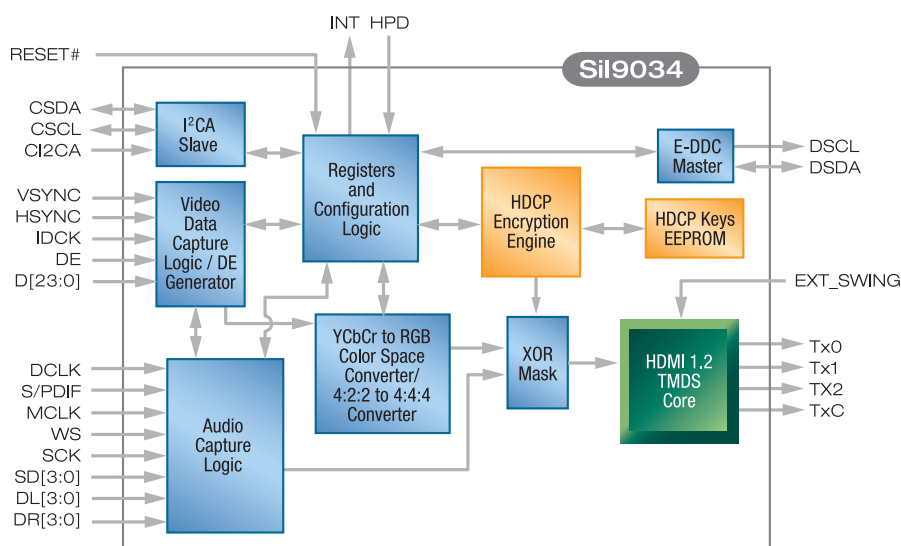 INT HPD
RESET#
SiI9034
CSDA
CSCL
CI2CA
I²CA
Slave
Registers
and
Configuration
Logic
E-DDC
Master
DSCL
DSDA
VSYNC
HSYNC
IDCK
DE
D[23:0]
Video
Data
Capture
Logic / DE
Generator
HDCP
Encryption
Engine
HDCP Keys
EEPROM
EXT_SWING
YCbCr to RGB
Color Space
Converter/
4:2:2 to 4:4:4
Converter
XOR
Mask
HDMI 1.2
TMDS
Core
Tx0
Tx1
TX2
TxC
DCLK
S/PDIF
MCLK
WS
SCK
SD[3:0]
DL[3:0]
DR[3:0]
Audio
Capture
Logic